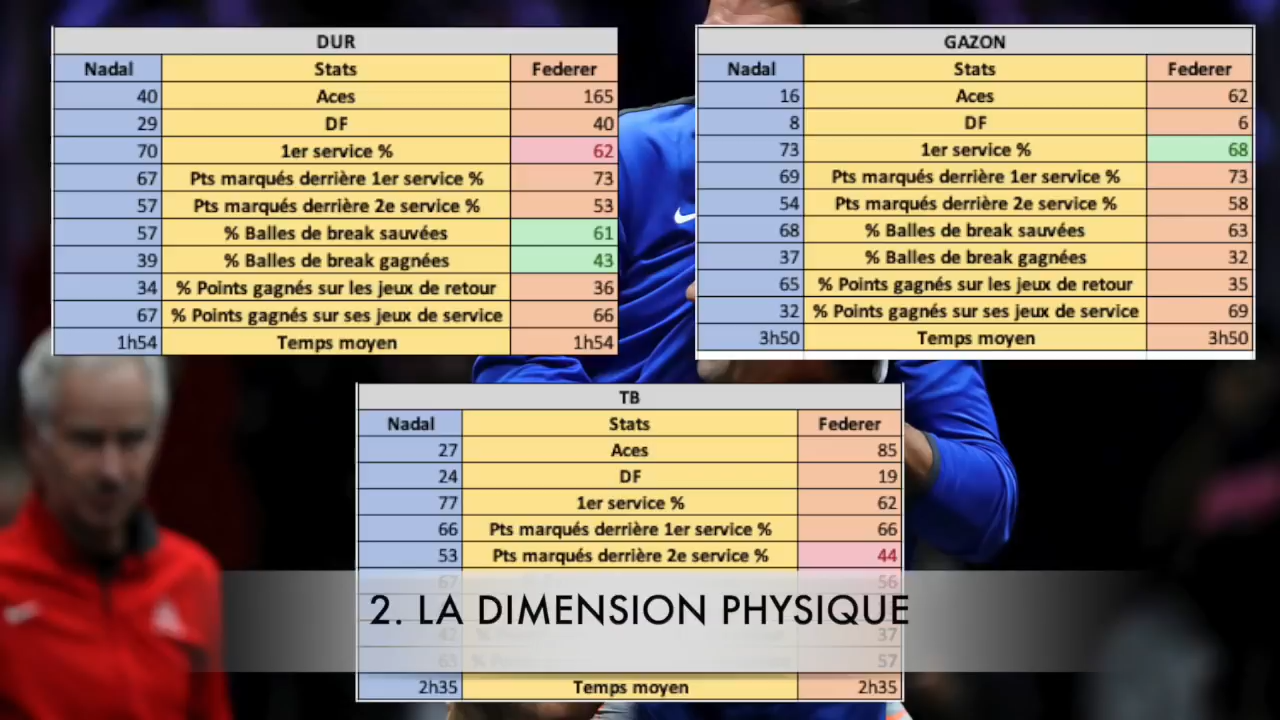 DUR
Nadal Stats Federer
40 Aces 165
29 DF 40
70 1er service % 62
67 Pts marqués derrière 1er service % 73
57 Pts marqués derrière 2e service % 53
57 % Balles de break sauvées 61
39 % Balles de break gagnées 43
34 % Points gagnés sur les jeux de retour 36
67 % Points gagnés sur ses jeux de service 66
1h54 Temps moyen 1h54
GAZON
Nadal Stats Federer
16 Aces 62
8 DF 6
73 1er service % 68
69 Pts marqués derrière 1er service % 73
54 Pts marqués derrière 2e service % 58
68 % Balles de break sauvées 63
37 % Balles de break gagnées 32
65 % Points gagnés sur les jeux de retour 35
32 % Points gagnés sur ses jeux de service 69
3h50 Temps moyen 3h50
TB
Nadal Stats Federer
27 Aces 85
24 DF 19
77 1er service % 62
66 Pts marqués derrière 1er service % 66
53 Pts marqués derrière 2e service % 44
67 56
2. LA DIMENSION PHYSIQUE
42 37
63 57
2h35 Temps moyen 2h35